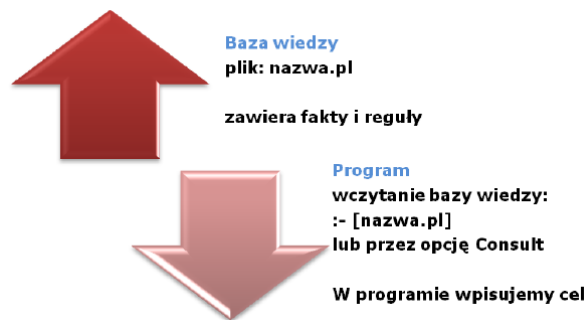 Baza wiedzy
plik: nazwa.pl
zawiera fakty i reguły
Program
wczytanie bazy wiedzy:
:- [nazwa.pl]
lub przez opcję Consult
W programie wpisujemy cel